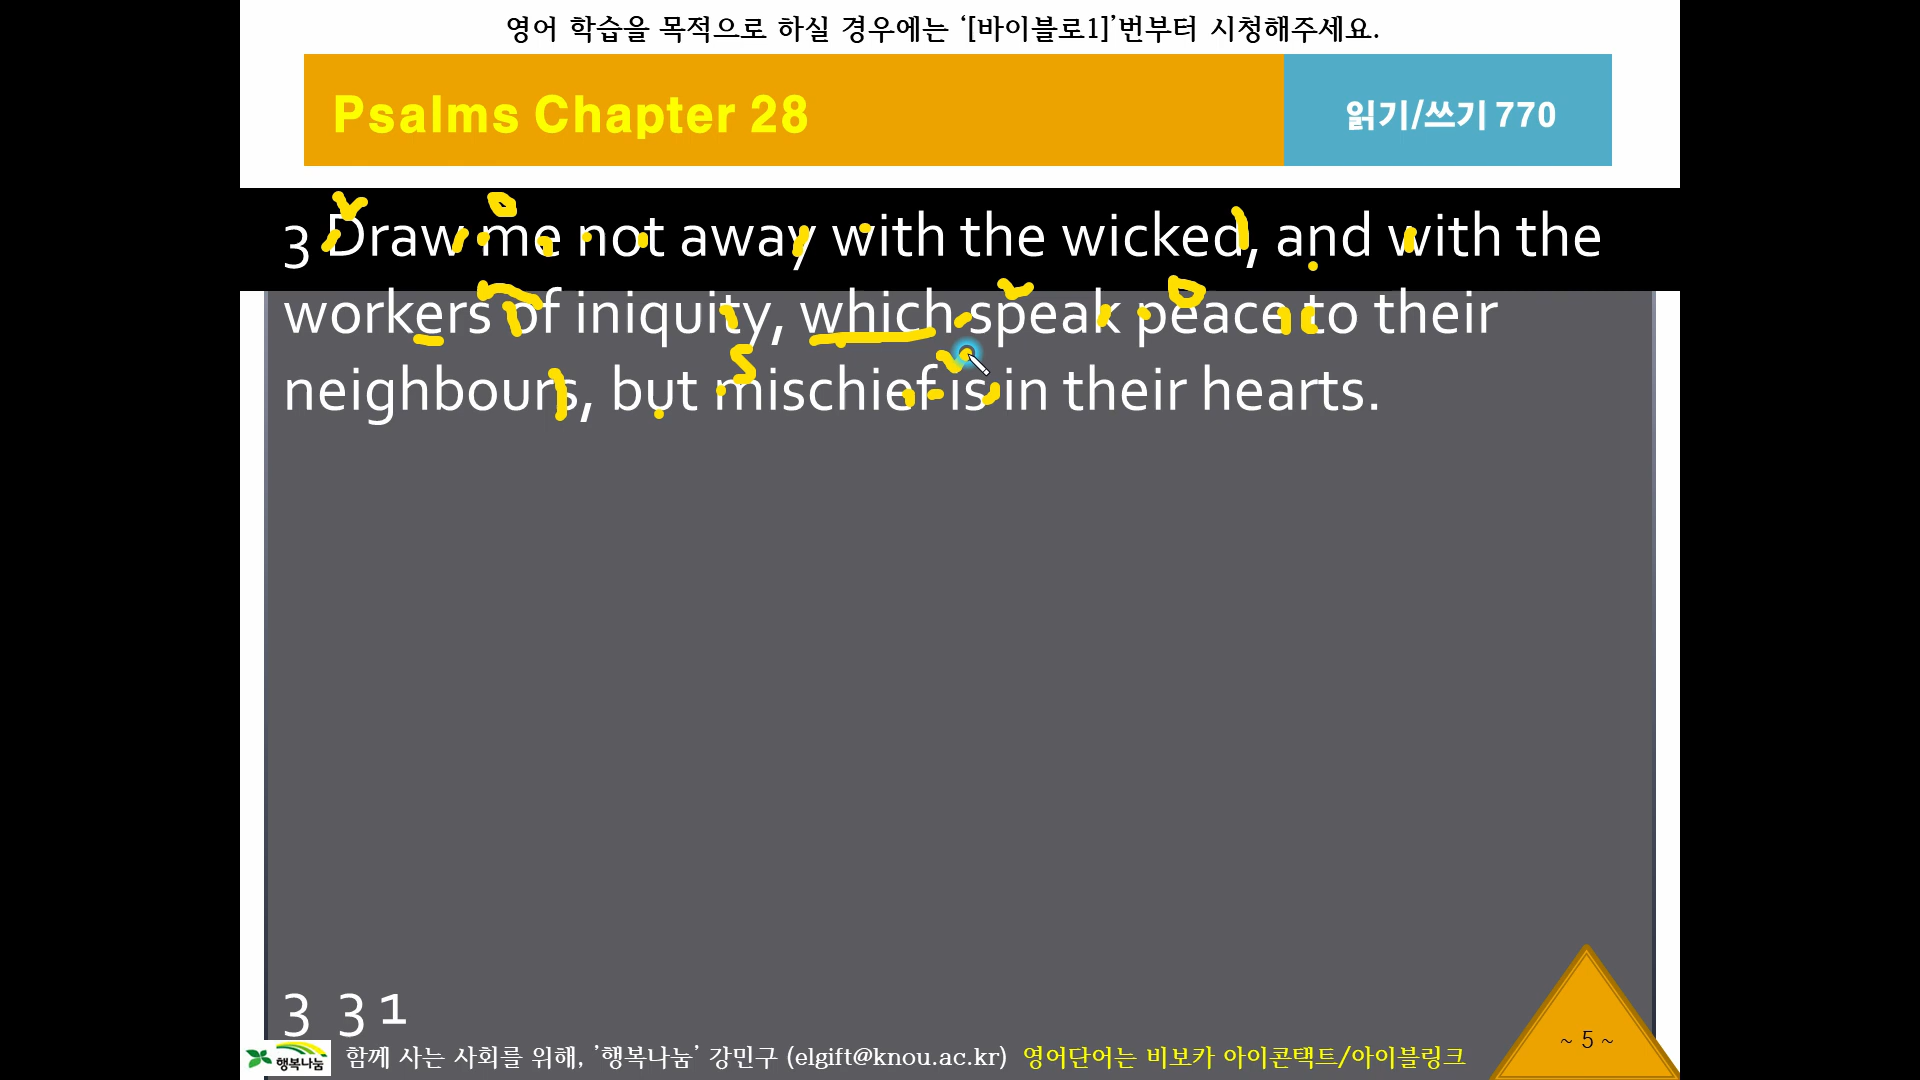 영어 학습을 목적으로 하실 경우에는 ‘[바이블로1]’번부터 시청해주세요.
Psalms Chapter 28
읽기/쓰기 770
3 Draw me not away with the wicked, and with the
workers of iniquity, which speak peace to their
neighbours, but mischief is in their hearts.
3 3 1
행복나눔 함께 사는 사회를 위해, ’행복나눔’ 강민구 (elgift@knou.ac.kr) 영어단어는 비보카 아이콘택트/아이블링크
~ 5 ~